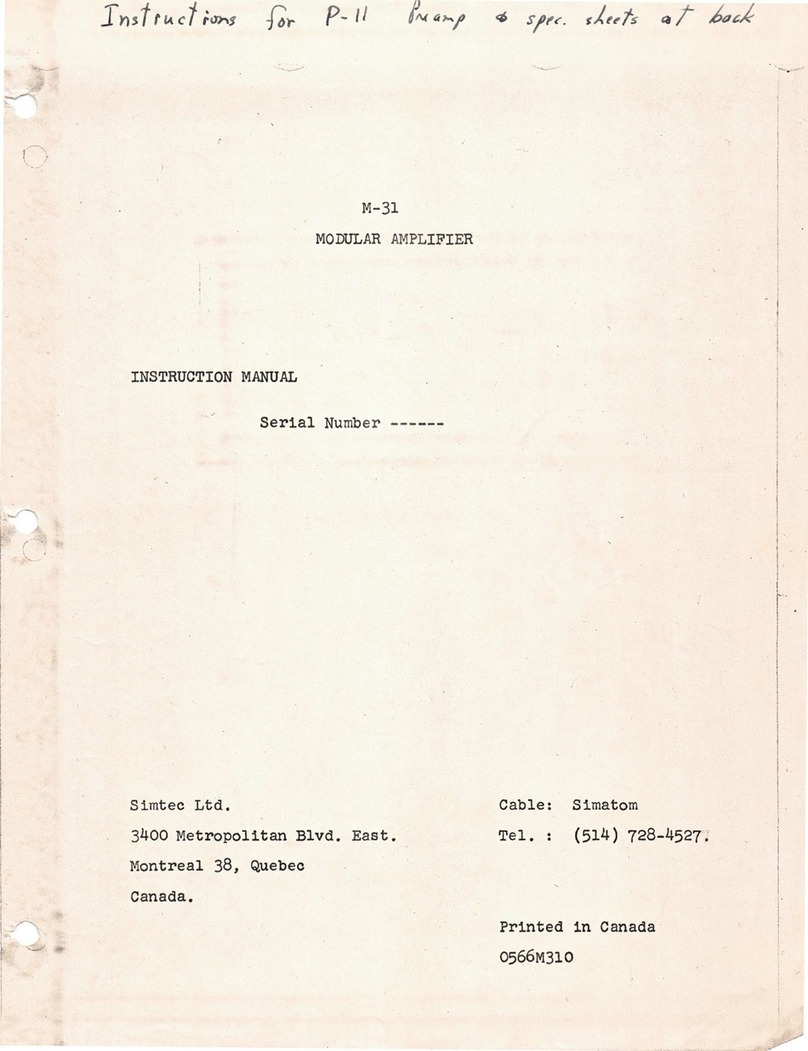 Instructions for P-11 Preamp & spec. sheets at back
M-31
MODULAR AMPLIFIER
INSTRUCTION MANUAL
Serial Number ------
Simtec Ltd.
3400 Metropolitan Blvd. East.
Montreal 38, Quebec
Canada.
Cable: Simatom
Tel. : (514) 728-4527.
Printed in Canada
0566M310